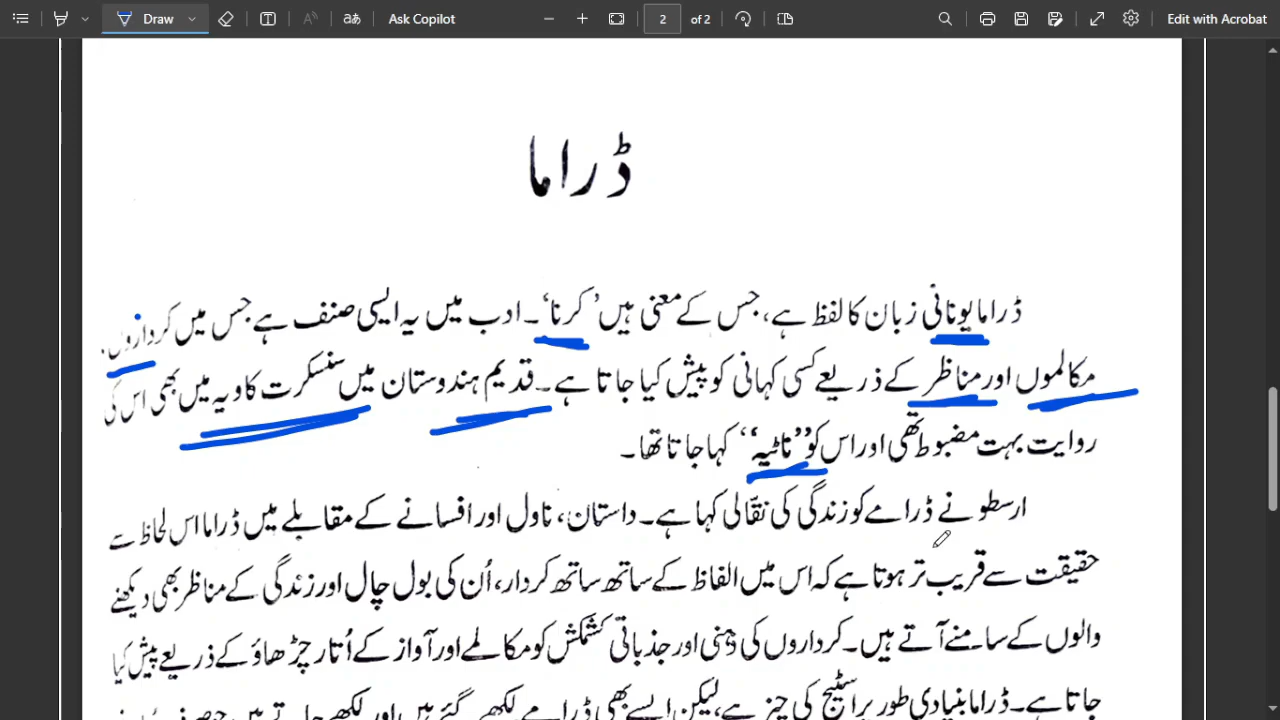 Draw
Ask Copilot
2 of 2
Edit with Acrobat
ڈراما
ڈراما یونانی زبان کا لفظ ہے، جس کے معنی ہیں ’کرنا‘۔ ادب میں یہ ایسی صنف ہے جس میں کرداروں،
مکالموں اور مناظر کے ذریعے کسی کہانی کو پیش کیا جاتا ہے۔ قدیم ہندوستان میں سنسکرت کاویہ میں بھی اس کی
روایت بہت مضبوط تھی اور اس کو ’’ناٹیہ‘‘ کہا جاتا تھا۔
ارسطو نے ڈرامے کو زندگی کی نقّالی کہا ہے۔ داستان، ناول اور افسانے کے مقابلے میں ڈراما اس لحاظ سے
حقیقت سے قریب تر ہوتا ہے کہ اس میں الفاظ کے ساتھ ساتھ کردار، اُن کی بول چال اور زندگی کے مناظر بھی دیکھنے
والوں کے سامنے آتے ہیں۔ کرداروں کی ذہنی اور جذباتی کشمکش کو مکالمے اور آواز کے اُتار چڑھاؤ کے ذریعے پیش کیا
جاتا ہے۔ ڈراما بنیادی طور پر اسٹیج کی چیز ہے، لیکن ایسے بھی ڈرامے لکھے گئے ہیں اور لکھے جاتے ہیں جو صرف